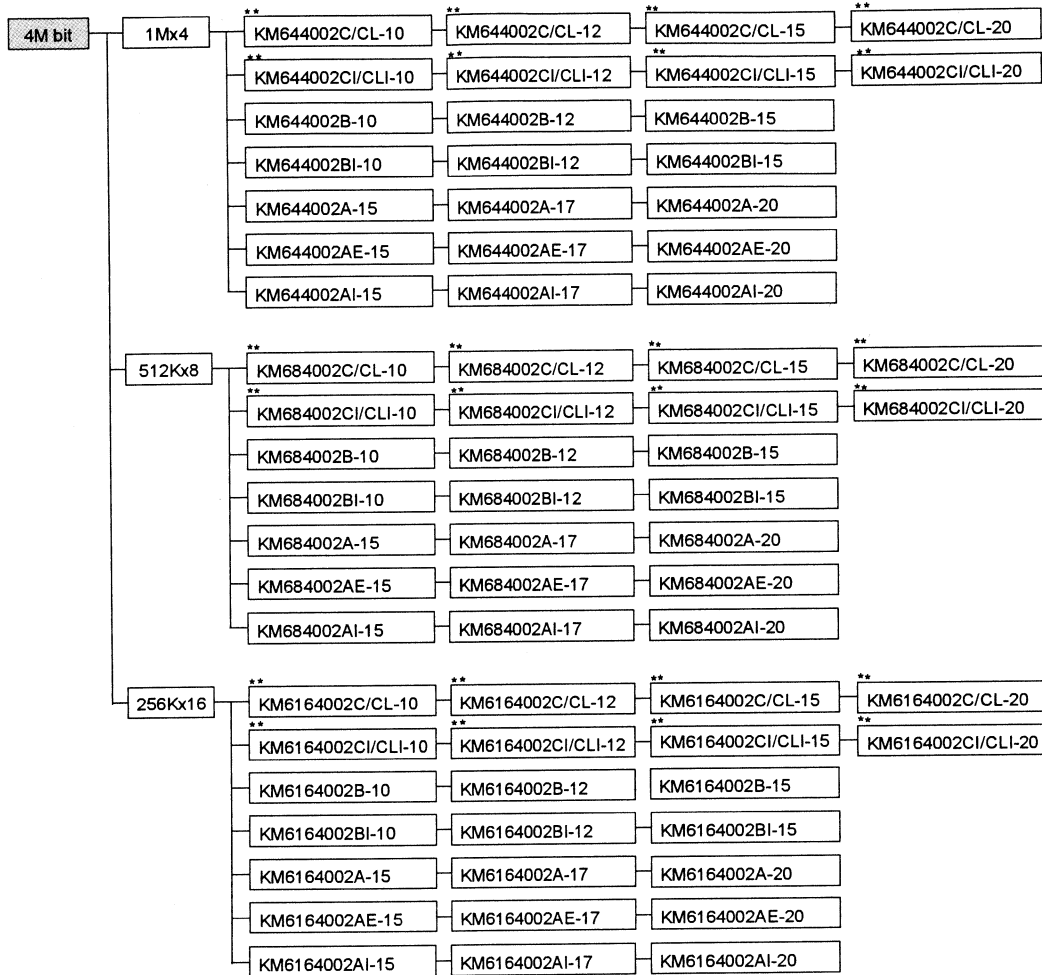 4M bit
1Mx4
** KM644002C/CL-10 ** KM644002C/CL-12 ** KM644002C/CL-15 ** KM644002C/CL-20
** KM644002CI/CLI-10 ** KM644002CI/CLI-12 ** KM644002CI/CLI-15 ** KM644002CI/CLI-20
KM644002B-10 KM644002B-12 KM644002B-15
KM644002BI-10 KM644002BI-12 KM644002BI-15
KM644002A-15 KM644002A-17 KM644002A-20
KM644002AE-15 KM644002AE-17 KM644002AE-20
KM644002AI-15 KM644002AI-17 KM644002AI-20
512Kx8
** KM684002C/CL-10 ** KM684002C/CL-12 ** KM684002C/CL-15 ** KM684002C/CL-20
** KM684002CI/CLI-10 ** KM684002CI/CLI-12 ** KM684002CI/CLI-15 ** KM684002CI/CLI-20
KM684002B-10 KM684002B-12 KM684002B-15
KM684002BI-10 KM684002BI-12 KM684002BI-15
KM684002A-15 KM684002A-17 KM684002A-20
KM684002AE-15 KM684002AE-17 KM684002AE-20
KM684002AI-15 KM684002AI-17 KM684002AI-20
256Kx16
** KM6164002C/CL-10 ** KM6164002C/CL-12 ** KM6164002C/CL-15 ** KM6164002C/CL-20
** KM6164002CI/CLI-10 ** KM6164002CI/CLI-12 ** KM6164002CI/CLI-15 ** KM6164002CI/CLI-20
KM6164002B-10 KM6164002B-12 KM6164002B-15
KM6164002BI-10 KM6164002BI-12 KM6164002BI-15
KM6164002A-15 KM6164002A-17 KM6164002A-20
KM6164002AE-15 KM6164002AE-17 KM6164002AE-20
KM6164002AI-15 KM6164002AI-17 KM6164002AI-20